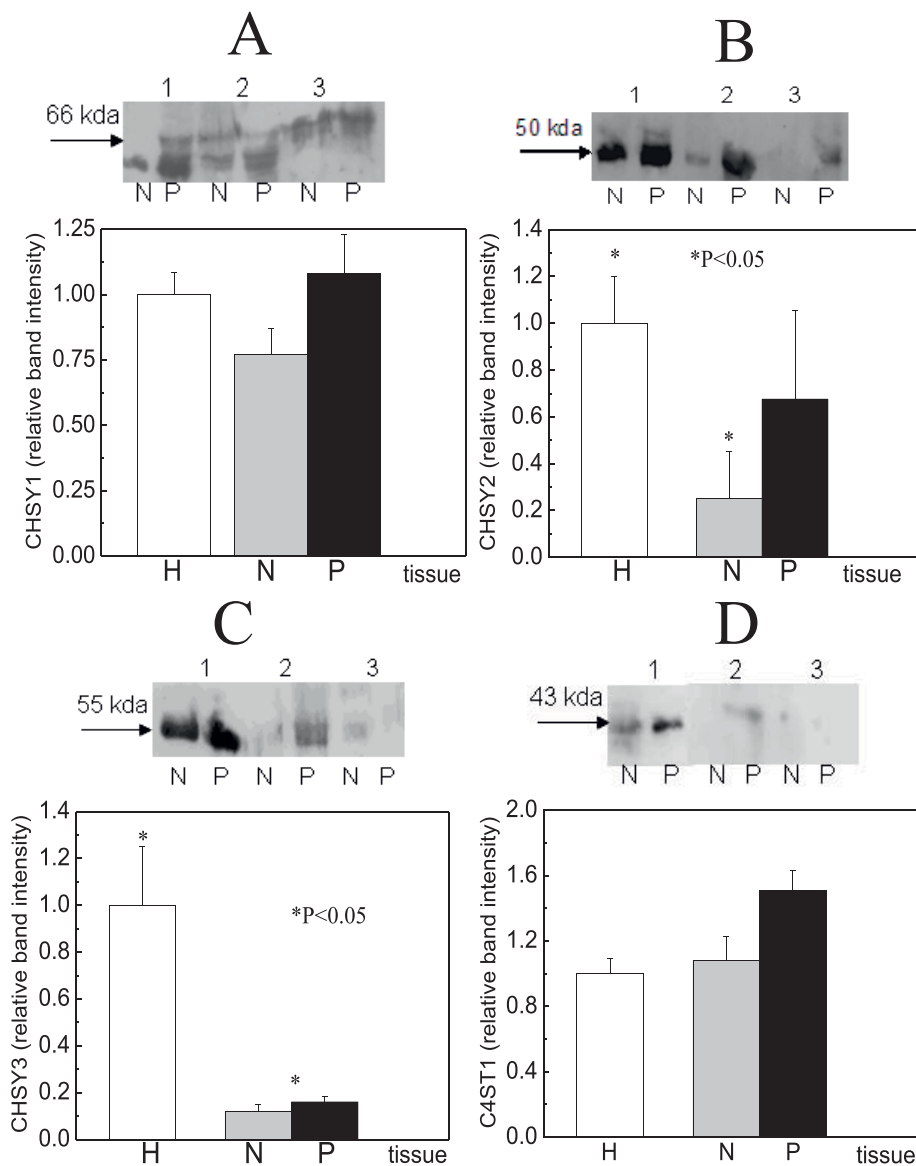 A
1 2 3
66 kda
N P N P N P
CHSY1 (relative band intensity)
1.25
1.00
0.75
0.50
0.25
0.00
H N P tissue
B
1 2 3
50 kda
N P N P N P
CHSY2 (relative band intensity)
1.4
1.2
1.0
0.8
0.6
0.4
0.2
0.0
* *P<0.05
*
H N P tissue
C
1 2 3
55 kda
N P N P N P
CHSY3 (relative band intensity)
1.4
1.2
1.0
0.8
0.6
0.4
0.2
0.0
*
*P<0.05
*
H N P tissue
D
1 2 3
43 kda
N P N P N P
C4ST1 (relative band intensity)
2.0
1.6
1.2
0.8
0.4
0.0
H N P tissue